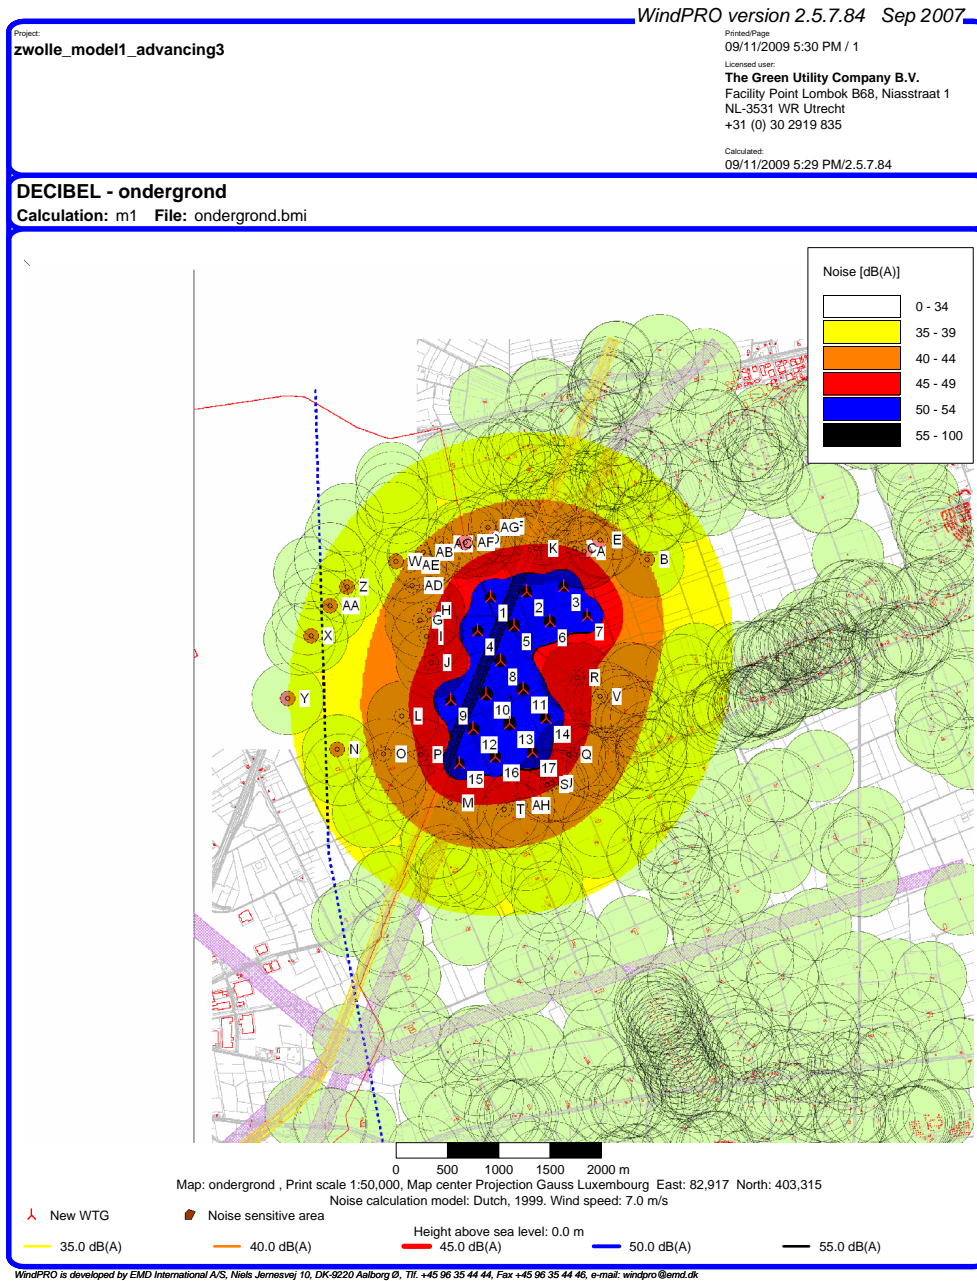 WindPRO version 2.5.7.84 Sep 2007
Project:
zwolle_model1_advancing3
Printed/Page
09/11/2009 5:30 PM / 1
Licensed user:
The Green Utility Company B.V.
Facility Point Lombok B68, Niasstraat 1
NL-3531 WR Utrecht
+31 (0) 30 2919 835
Calculated:
09/11/2009 5:29 PM/2.5.7.84
DECIBEL - ondergrond
Calculation: m1 File: ondergrond.bmi
Noise [dB(A)]
0 - 34
35 - 39
40 - 44
45 - 49
50 - 54
55 - 100
AG
AF
E
AB
K
C
A
W
AE
B
Z
AD
AA
H
1
2
3
G
X
I
4
5
6
7
J
8
R
Y
V
L
9
10
11
14
N
O
P
12
13
Q
15
16
17
S
M
T
AH
0 500 1000 1500 2000 m
Map: ondergrond , Print scale 1:50,000, Map center Projection Gauss Luxembourg East: 82,917 North: 403,315
Noise calculation model: Dutch, 1999. Wind speed: 7.0 m/s
New WTG
Noise sensitive area
Height above sea level: 0.0 m
35.0 dB(A)
40.0 dB(A)
45.0 dB(A)
50.0 dB(A)
55.0 dB(A)
WindPRO is developed by EMD International A/S, Niels Jernesvej 10, DK-9220 Aalborg Ø, Tlf. +45 96 35 44 44, Fax +45 96 35 44 46, e-mail: windpro@emd.dk